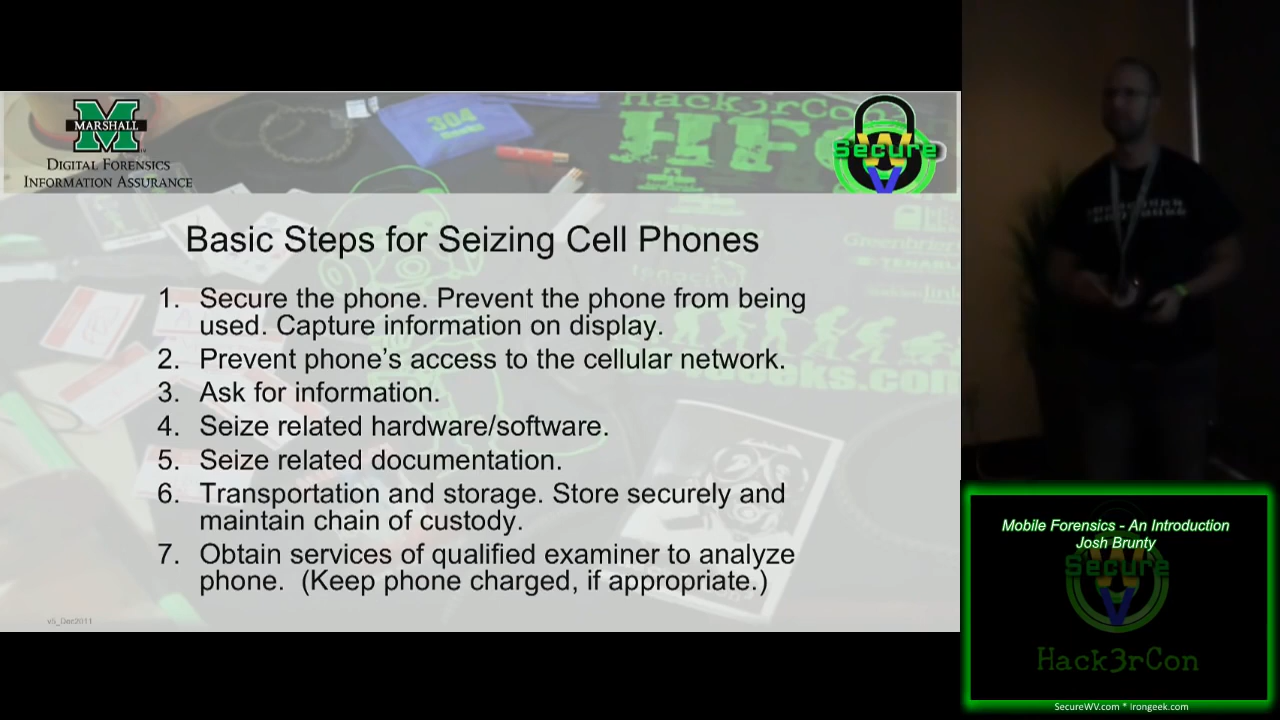 MARSHALL
DIGITAL FORENSICS
INFORMATION ASSURANCE
304
Hack3rCon
Secure
W
V
Basic Steps for Seizing Cell Phones
1. Secure the phone. Prevent the phone from being
used. Capture information on display.
2. Prevent phone’s access to the cellular network.
3. Ask for information.
4. Seize related hardware/software.
5. Seize related documentation.
6. Transportation and storage. Store securely and
maintain chain of custody.
7. Obtain services of qualified examiner to analyze
phone.  (Keep phone charged, if appropriate.)
v5_Dec2011
Mobile Forensics - An Introduction
Josh Brunty
Secure
W
V
Hack3rCon
SecureWV.com * irongeek.com